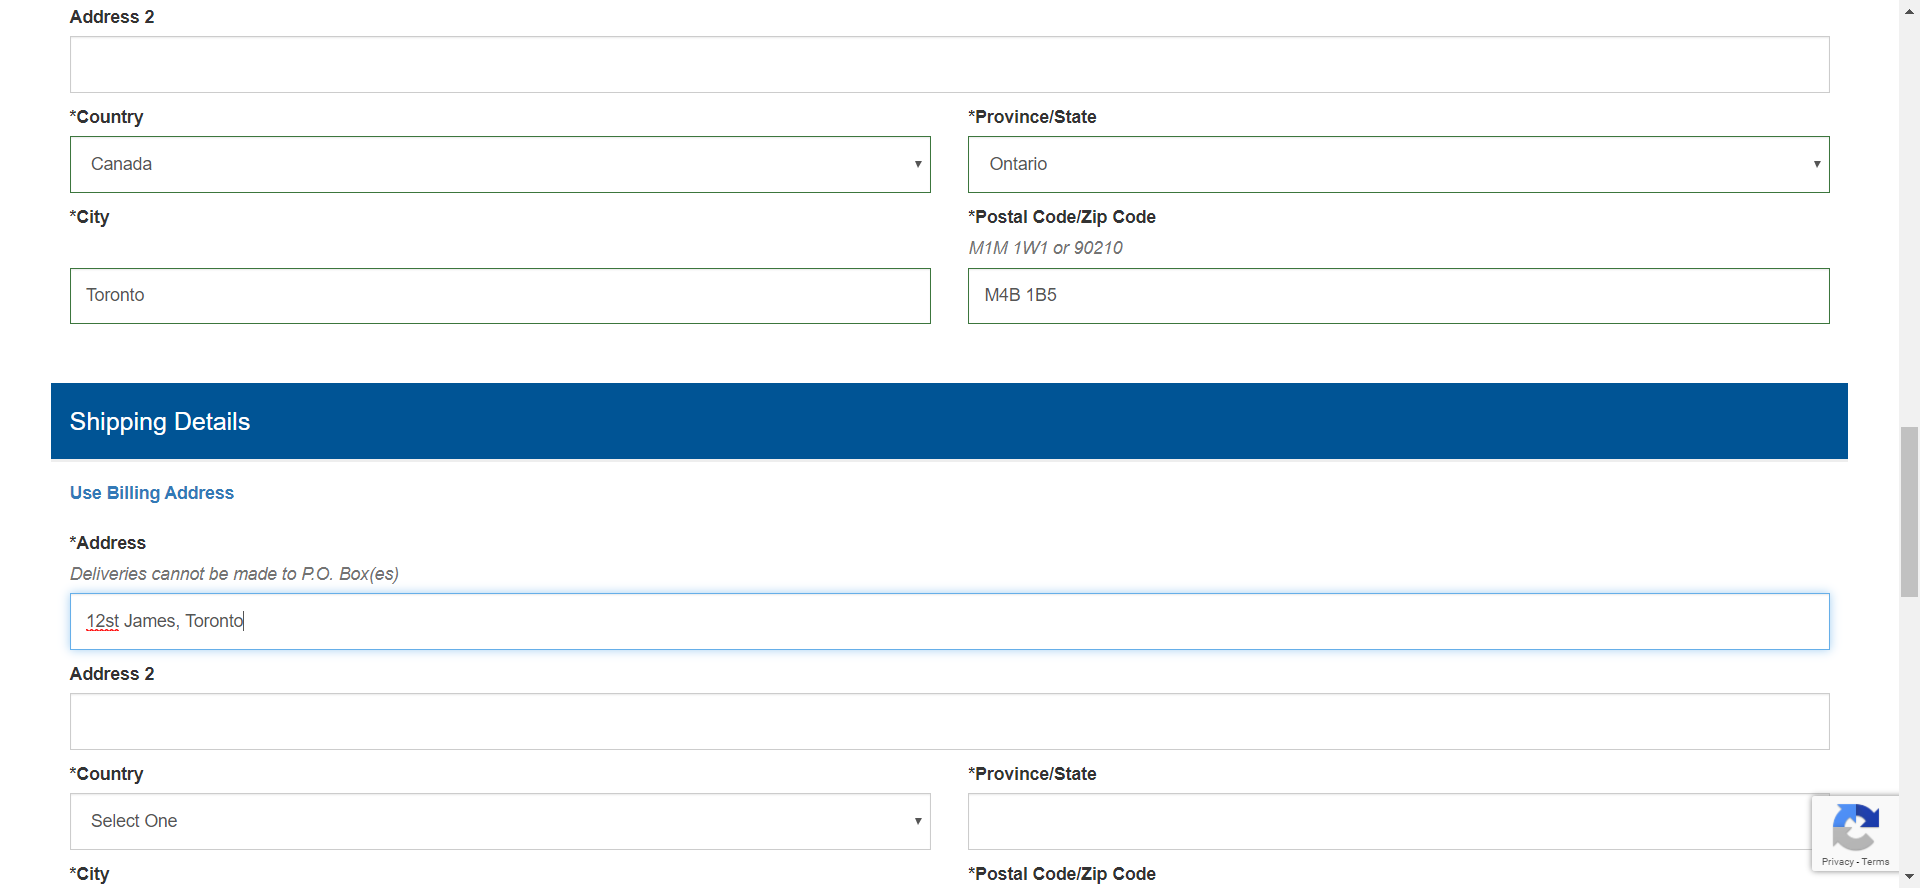 Address 2
*Country
*Province/State
Canada
Ontario
*City
*Postal Code/Zip Code
M1M 1W1 or 90210
Toronto
M4B 1B5
Shipping Details
Use Billing Address
*Address
Deliveries cannot be made to P.O. Box(es)
12st James, Toronto
Address 2
*Country
*Province/State
Select One
*City
*Postal Code/Zip Code
Privacy - Terms